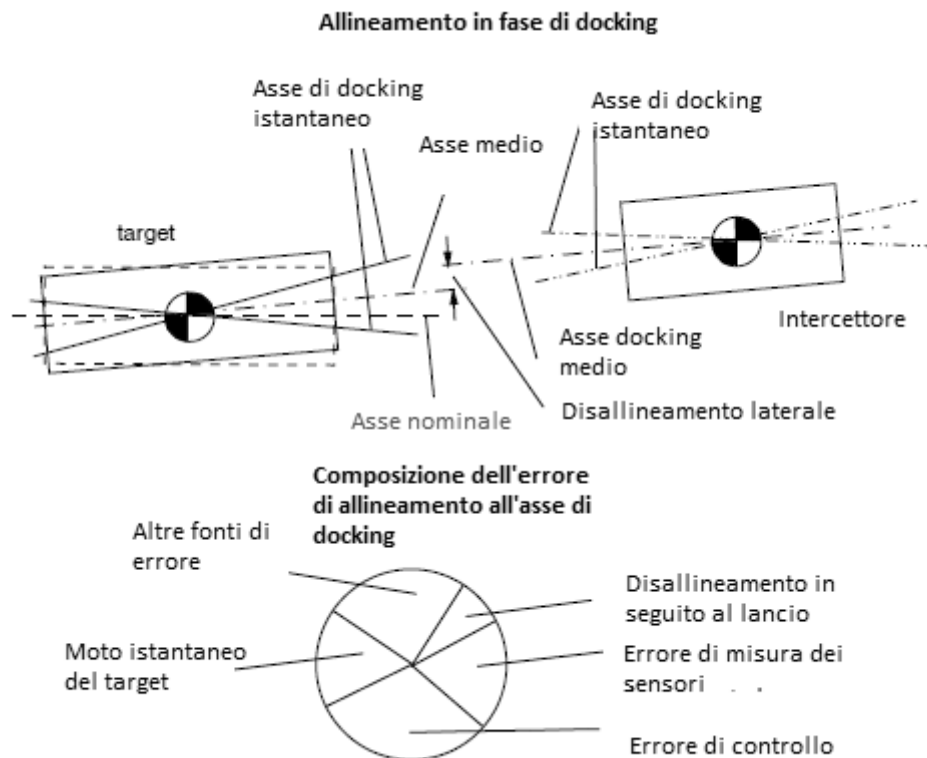 Allineamento in fase di docking
Asse di docking
istantaneo
Asse di docking
istantaneo
Asse medio
target
Intercettore
Asse docking
medio
Asse nominale
Disallineamento laterale
Composizione dell'errore
di allineamento all'asse di
docking
Altre fonti di
errore
Disallineamento in
seguito al lancio
Moto istantaneo
del target
Errore di misura dei
sensori
Errore di controllo